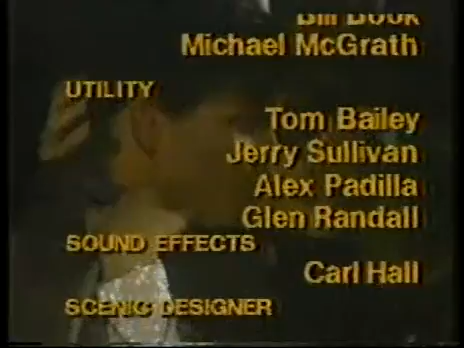 Michael McGrath
UTILITY
Tom Bailey
Jerry Sullivan
Alex Padilla
Glen Randall
SOUND EFFECTS
Carl Hall
SCENIC DESIGNER